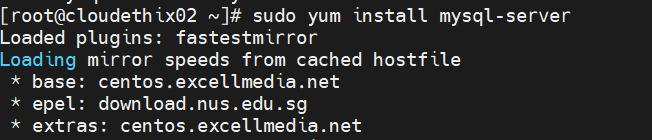 [root@cloudethix02 ~]# sudo yum install mysql-server
Loaded plugins: fastestmirror
Loading mirror speeds from cached hostfile
 * base: centos.excellmedia.net
 * epel: download.nus.edu.sg
 * extras: centos.excellmedia.net